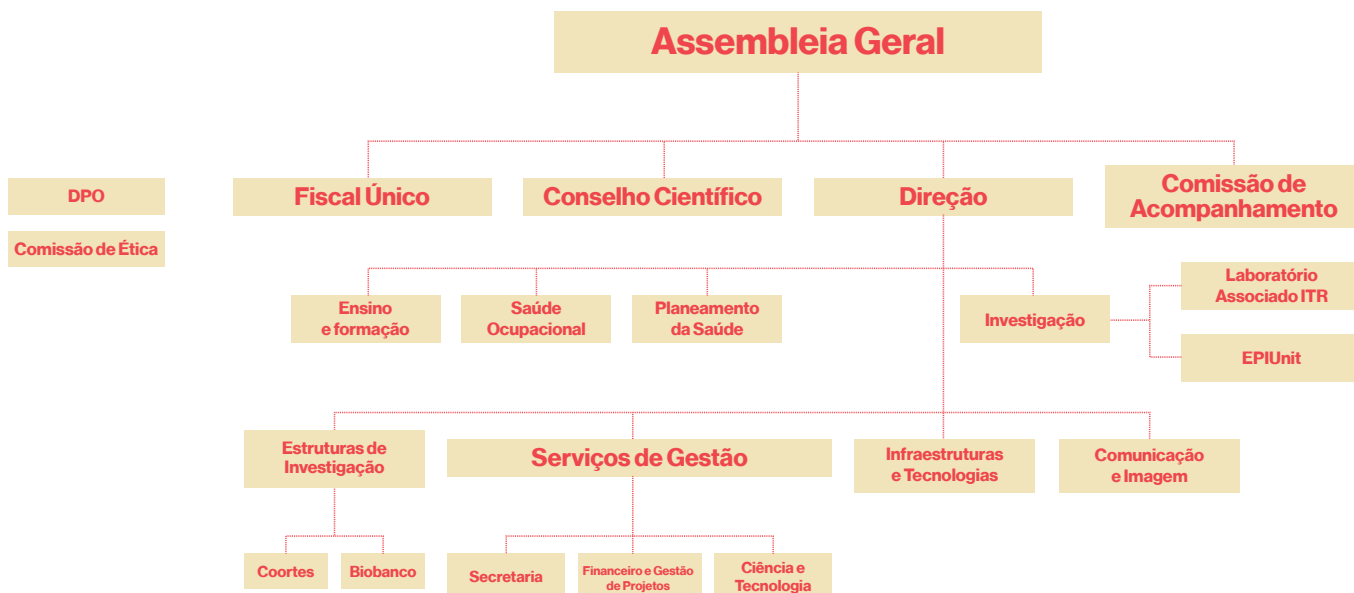 Assembleia Geral
DPO
Comissão de Ética
Fiscal Único
Conselho Científico
Direção
Comissão de
Acompanhamento
Ensino
e formação
Saúde
Ocupacional
Planeamento
da Saúde
Investigação
Laboratório
Associado ITR
EPIUnit
Estruturas de
Investigação
Serviços de Gestão
Infraestruturas
e Tecnologias
Comunicação
e Imagem
Coortes
Biobanco
Secretaria
Financeiro e Gestão
de Projetos
Ciência e
Tecnologia